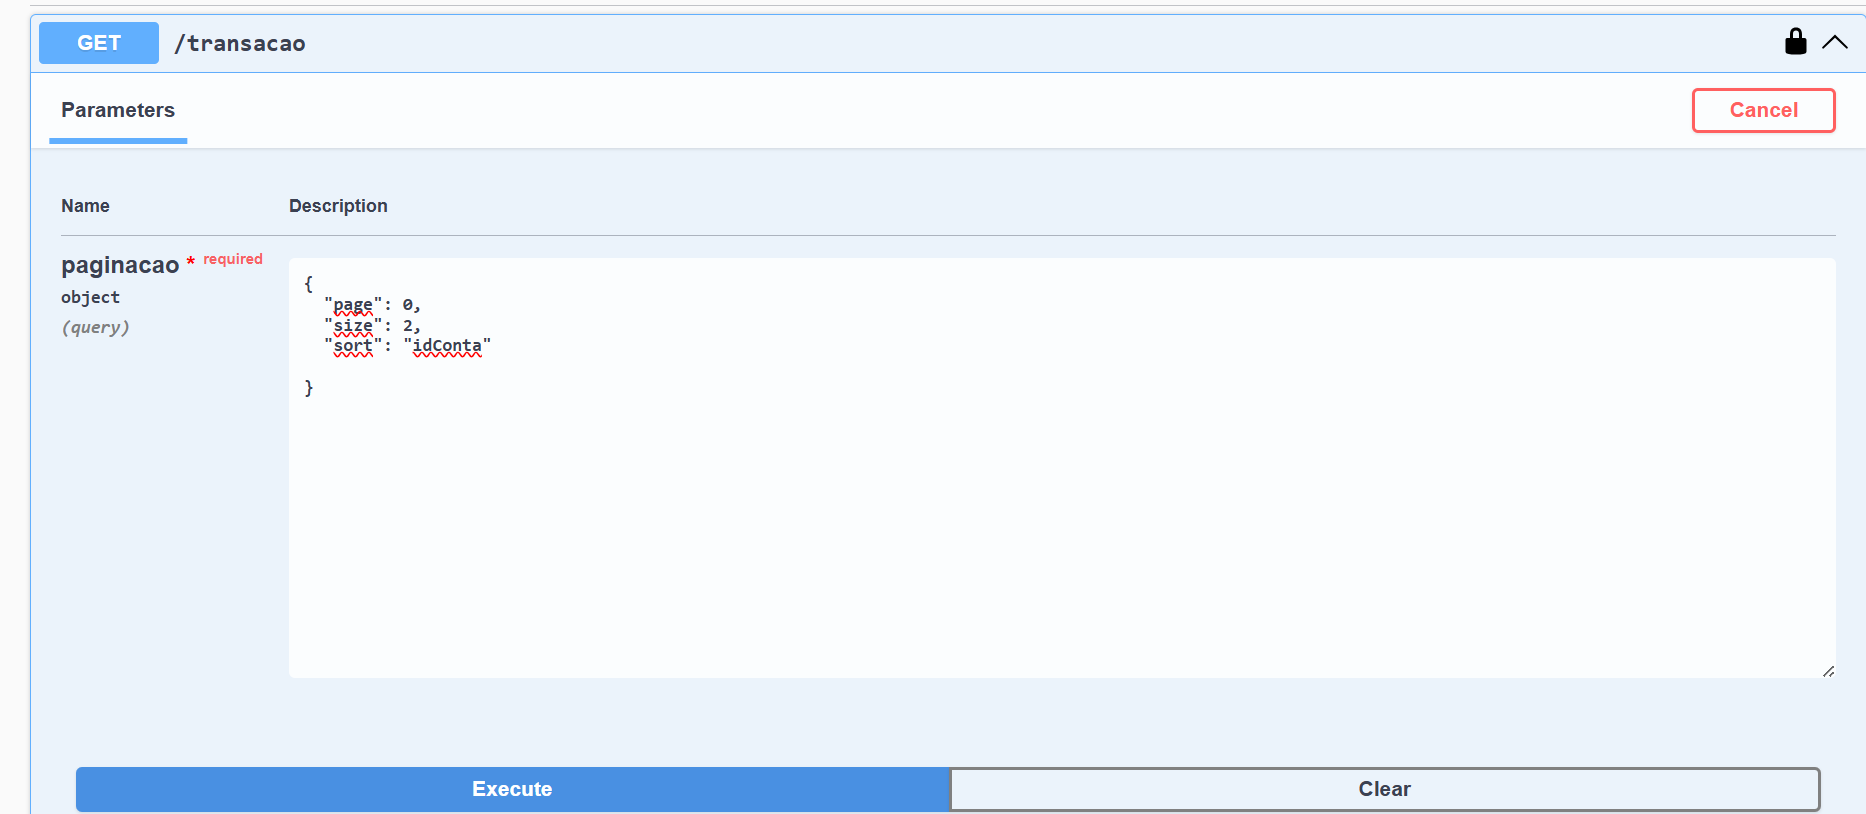 GET /transacao
Parameters
Cancel
Name Description
paginacao * required
object
(query)
{
"page": 0,
"size": 2,
"sort": "idConta"
}
Execute
Clear